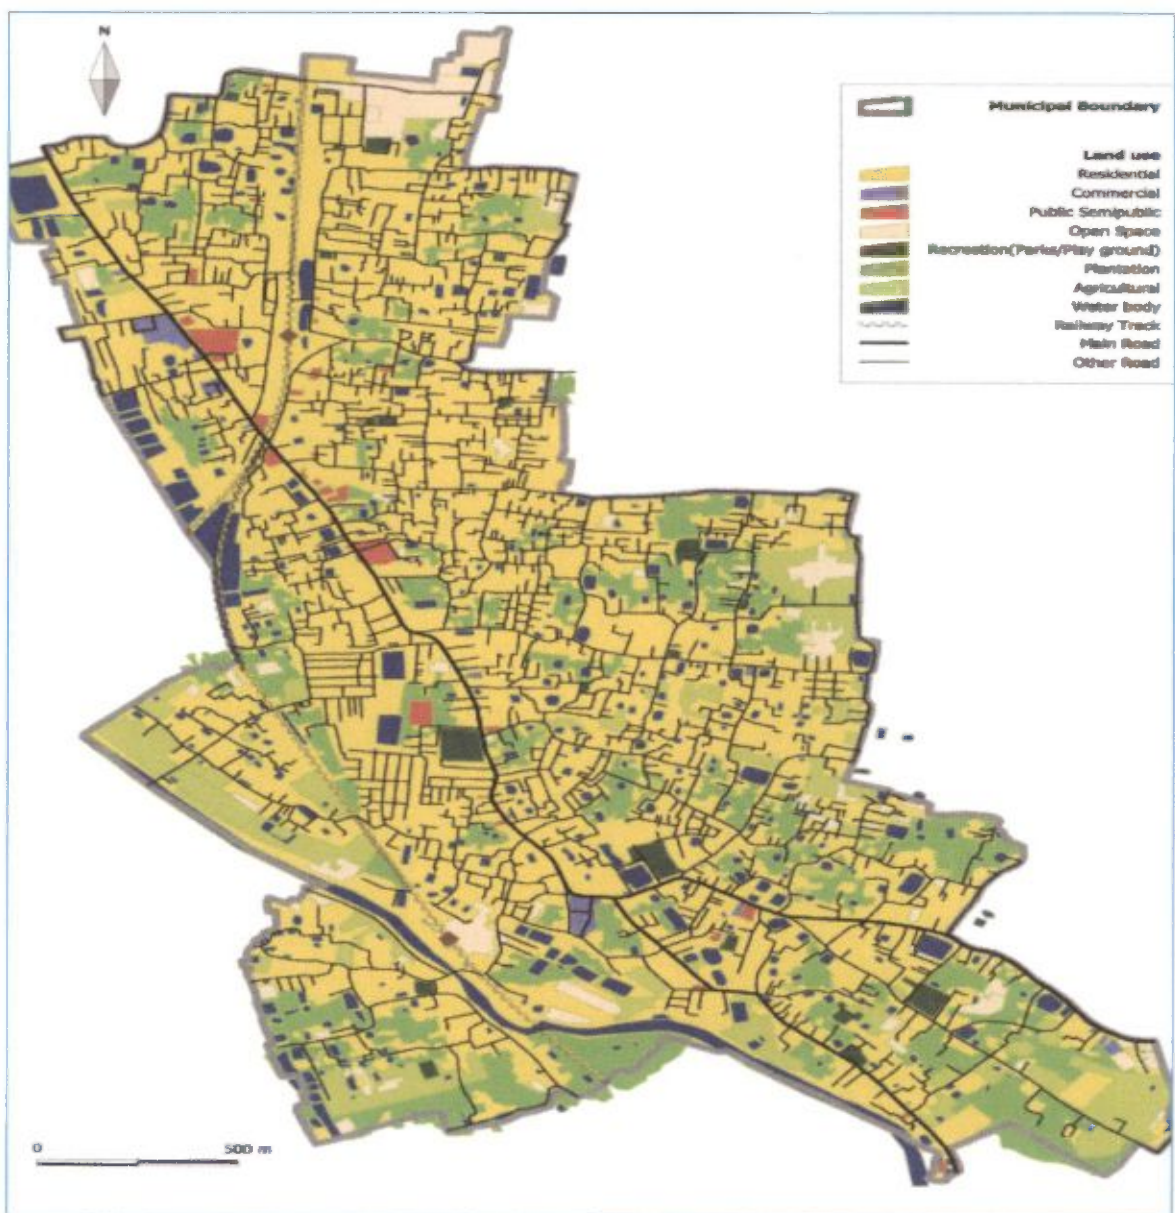 N
Municipal Boundary
Land use
Residential
Commercial
Public Semipublic
Open Space
Recreation(Parks/Play ground)
Plantation
Agricultural
Water body
Railway Track
Main Road
Other Road
0 500 m